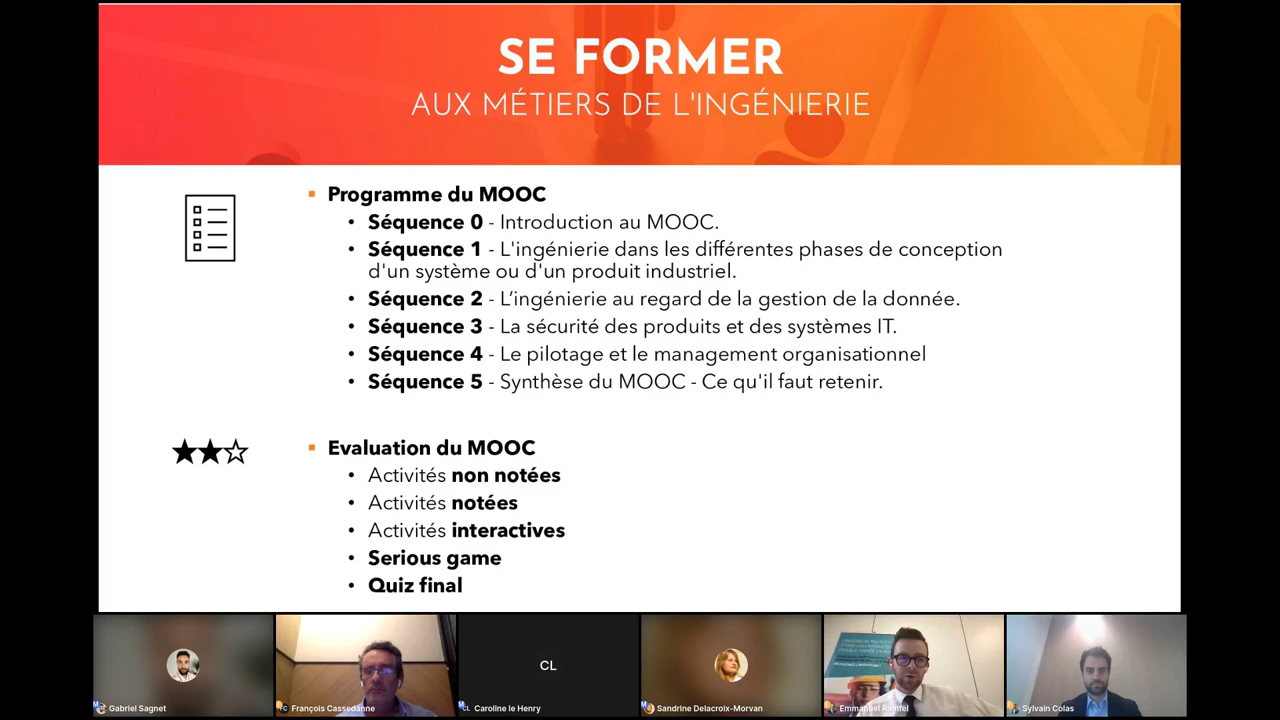 SE FORMER
AUX MÉTIERS DE L'INGÉNIERIE
Programme du MOOC
Séquence 0 - Introduction au MOOC.
Séquence 1 - L'ingénierie dans les différentes phases de conception
d'un système ou d'un produit industriel.
Séquence 2 - L’ingénierie au regard de la gestion de la donnée.
Séquence 3 - La sécurité des produits et des systèmes IT.
Séquence 4 - Le pilotage et le management organisationnel
Séquence 5 - Synthèse du MOOC - Ce qu'il faut retenir.
Evaluation du MOOC
Activités non notées
Activités notées
Activités interactives
Serious game
Quiz final
CL
Gabriel Sagnet
François Cassedanne
Caroline le Henry
Sandrine Delacroix-Morvan
Emmanuel
Sylvain Colas